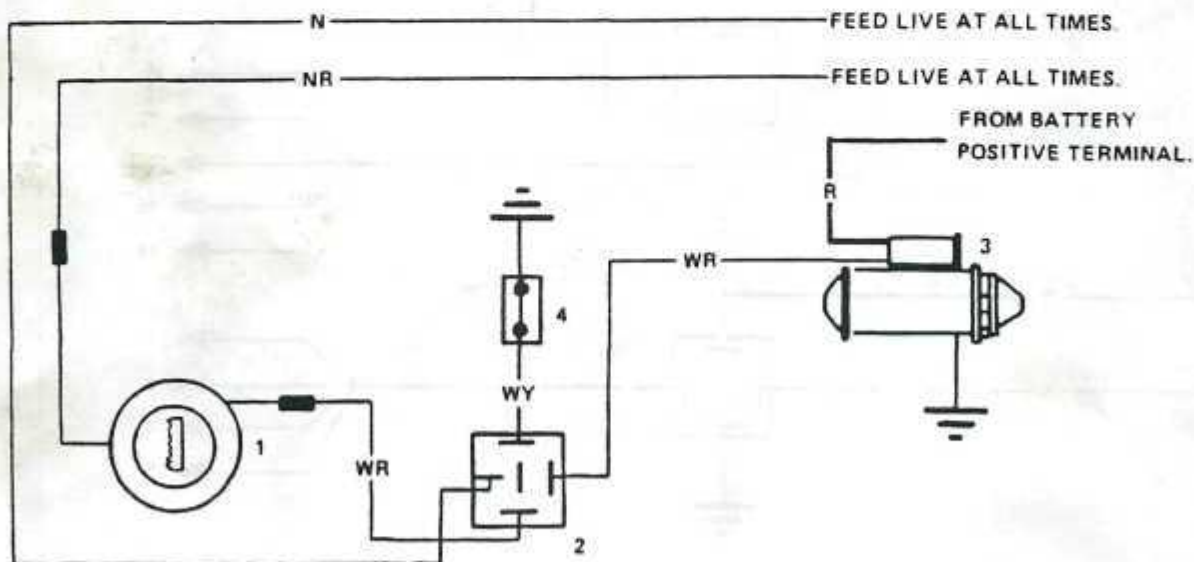 N FEED LIVE AT ALL TIMES.
NR FEED LIVE AT ALL TIMES.
FROM BATTERY
POSITIVE TERMINAL.
R
3
WR
4
WY
1
WR
2